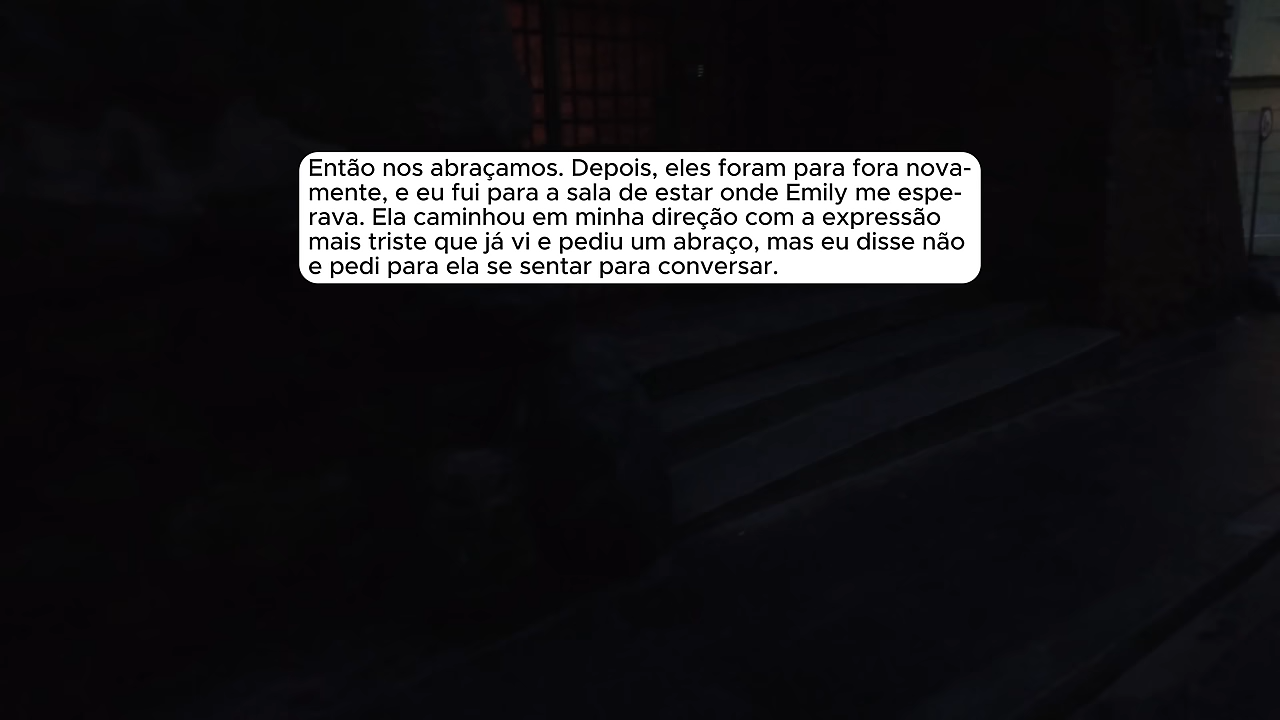 Então nos abraçamos. Depois, eles foram para fora nova-
mente, e eu fui para a sala de estar onde Emily me espe-
rava. Ela caminhou em minha direção com a expressão
mais triste que já vi e pediu um abraço, mas eu disse não
e pedi para ela se sentar para conversar.